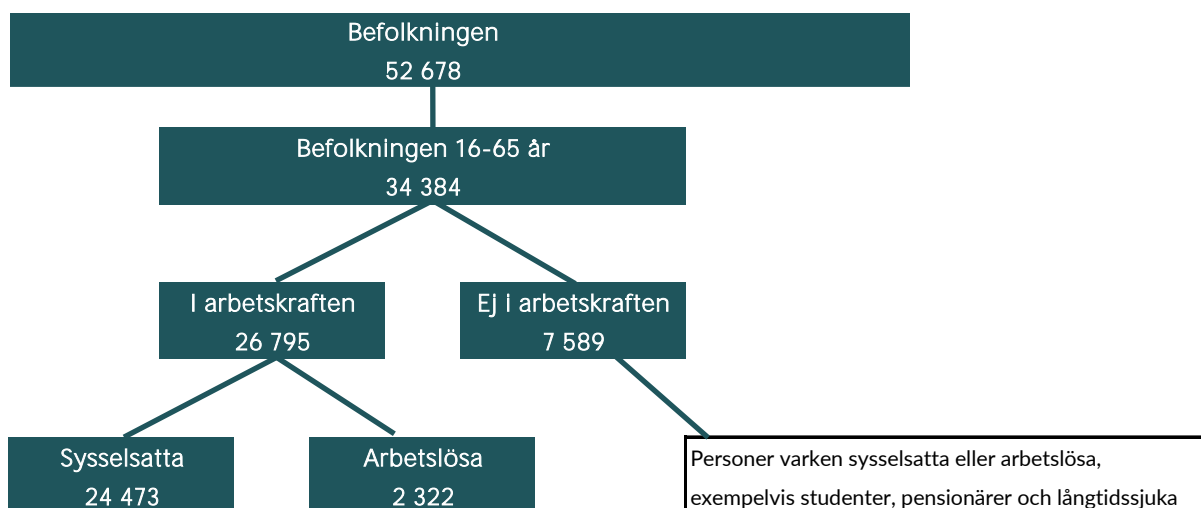 Befolkningen
52 678
Befolkningen 16-65 år
34 384
I arbetskraften
26 795
Ej i arbetskraften
7 589
Sysselsatta
24 473
Arbetslösa
2 322
Personer varken sysselsatta eller arbetslösa,
exempelvis studenter, pensionärer och långtidssjuka